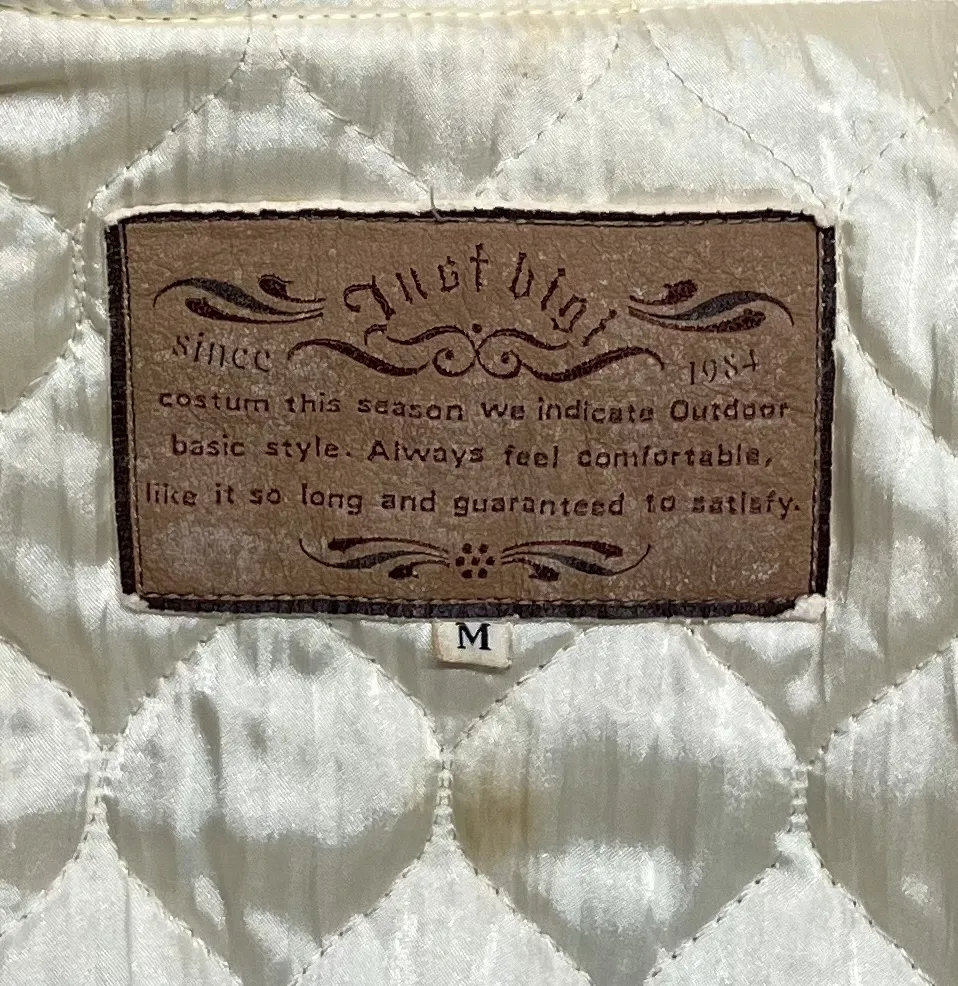 Just
since 1984
costum this season we indicate Outdoor
basic style. Always feel comfortable,
like it so long and guaranteed to satisfy.
M